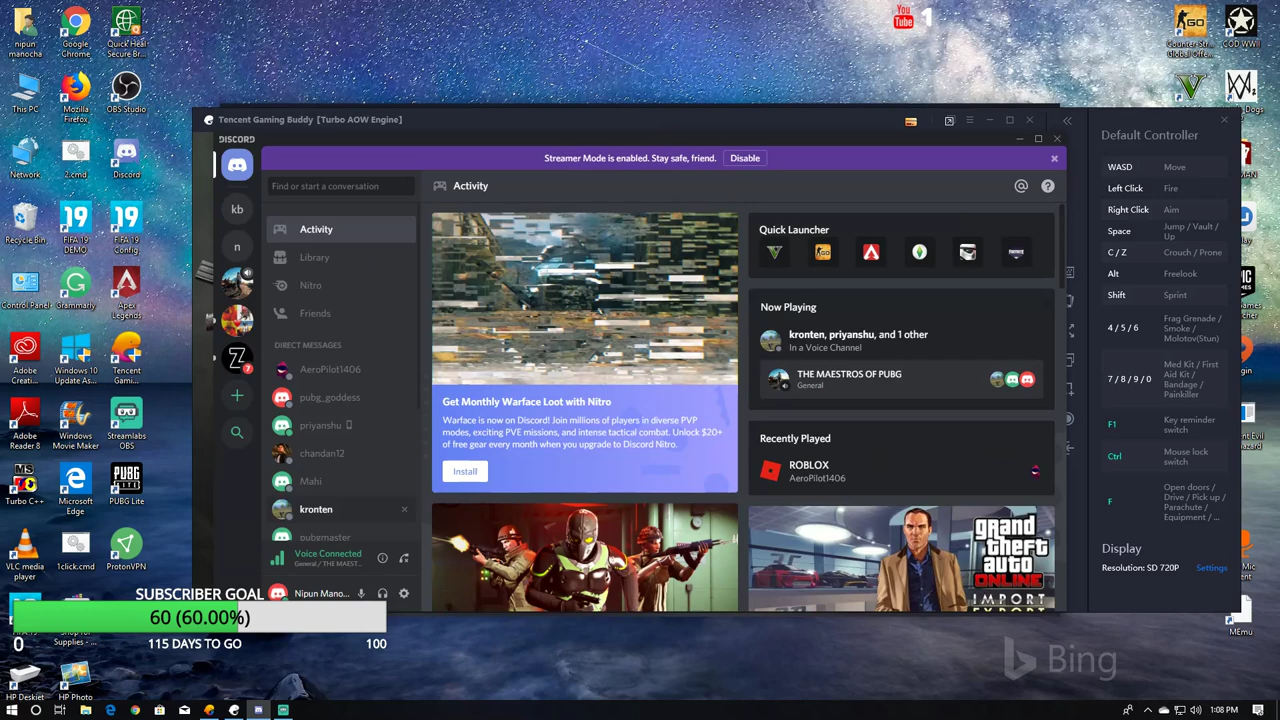 nipun manocha
Google Chrome
Quick Heal Secure Br...
You Tube 1
Counter-Str... Global Offe...
COD WWII
This PC
Mozilla Firefox
OBS Studio
Tencent Gaming Buddy [Turbo AOW Engine]
DISCORD
Streamer Mode is enabled. Stay safe, friend.
Disable
Find or start a conversation
Activity
Network
2.cmd
Discord
kb
n
Activity
Library
Nitro
Friends
DIRECT MESSAGES
AeroPilot1406
pubg_goddess
priyanshu
chandan12
Mahi
kronten
pubgmaster
Voice Connected
General / THE MAEST...
Nipun Mano...
Z
7
Recycle Bin
FIFA 19 DEMO
FIFA 19 Config
Control Panel
Grammarly
Apex Legends
Adobe Creati...
Windows 10 Update As...
Tencent Gami...
Adobe Reader 8
Windows Movie Maker
Streamlabs OBS
Turbo C++
Microsoft Edge
PUBG Lite
VLC media player
1click.cmd
ProtonVPN
Quick Launcher
Now Playing
kronten, priyanshu, and 1 other
In a Voice Channel
THE MAESTROS OF PUBG
General
Get Monthly Warface Loot with Nitro
Warface is now on Discord! Join millions of players in diverse PVP
modes, exciting PVE missions, and intense tactical combat. Unlock $20+
of free gear every month when you upgrade to Discord Nitro.
Install
Recently Played
ROBLOX
AeroPilot1406
grand theft auto ONLINE
IMPORT
EXPORT
Default Controller
WASD Move
Left Click Fire
Right Click Aim
Space Jump / Vault / Up
C / Z Crouch / Prone
Alt Freelook
Shift Sprint
4 / 5 / 6 Frag Grenade / Smoke / Molotov(Stun)
7 / 8 / 9 / 0 Med Kit / First Aid Kit / Bandage / Painkiller
F1 Key reminder switch
Ctrl Mouse lock switch
F Open doors / Drive / Pick up / Parachute / Equipment / ...
Display
Resolution: SD 720P Settings
SUBSCRIBER GOAL
60 (60.00%)
0
115 DAYS TO GO
100
Supplies - ...
HP Deskjet
HP Photo
MEmu
Bing
1:08 PM